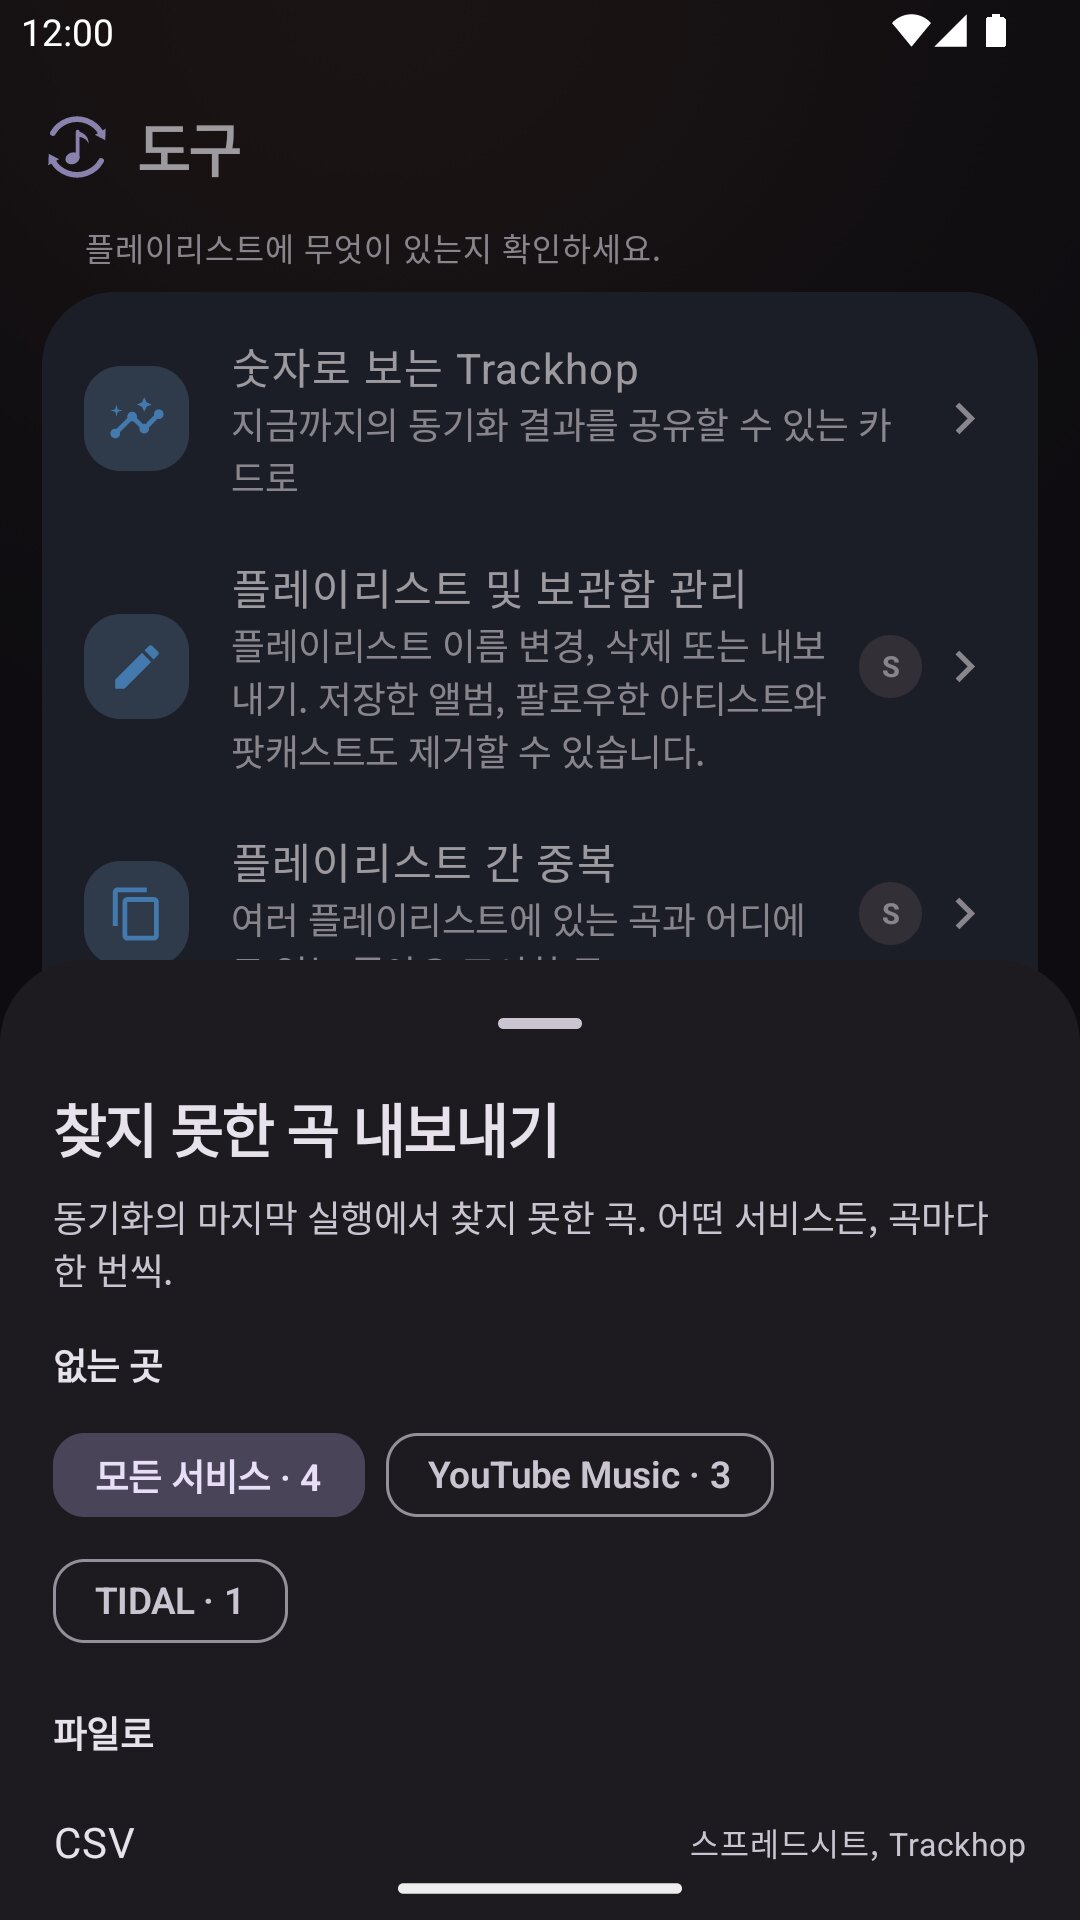 12:00
도구
플레이리스트에 무엇이 있는지 확인하세요.
숫자로 보는 Trackhop
지금까지의 동기화 결과를 공유할 수 있는 카
드로
플레이리스트 및 보관함 관리
플레이리스트 이름 변경, 삭제 또는 내보
내기. 저장한 앨범, 팔로우한 아티스트와
팟캐스트도 제거할 수 있습니다.
S
플레이리스트 간 중복
여러 플레이리스트에 있는 곡과 어디에
S
찾지 못한 곡 내보내기
동기화의 마지막 실행에서 찾지 못한 곡. 어떤 서비스든, 곡마다
한 번씩.
없는 곳
모든 서비스 · 4
YouTube Music · 3
TIDAL · 1
파일로
CSV
스프레드시트, Trackhop